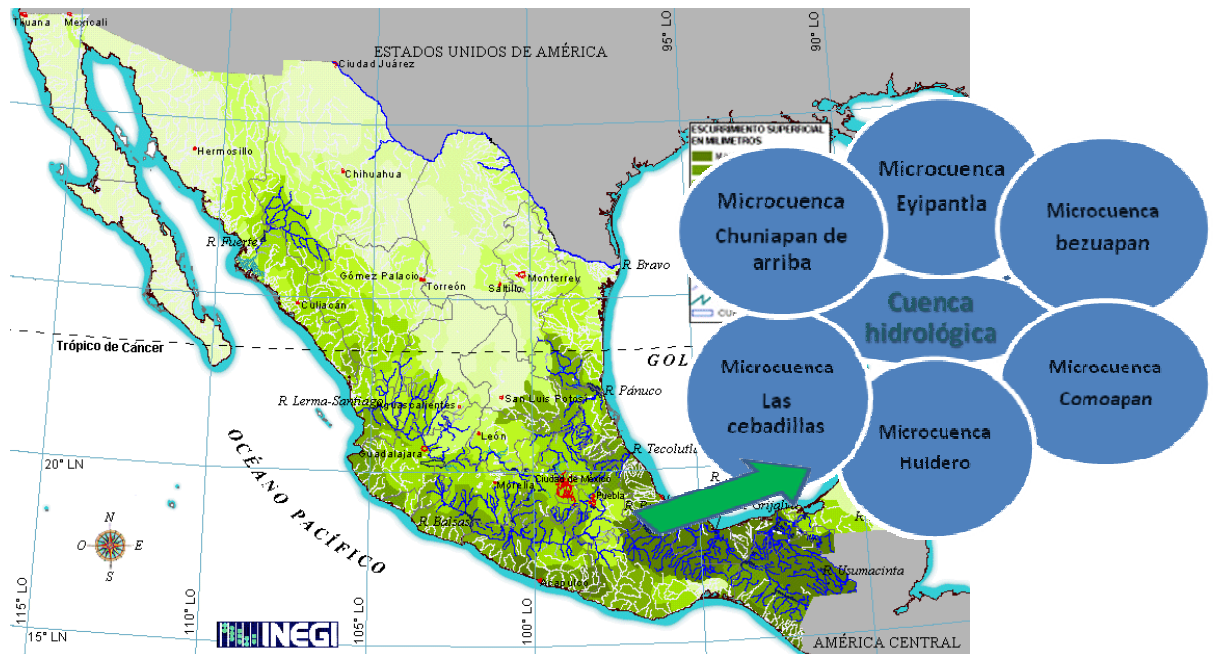 Tijuana
Mexicali
ESTADOS UNIDOS DE AMÉRICA
95° LO
90° LO
Ciudad Juárez
Hermosillo
Chihuahua
ESCURRIMIENTO SUPERFICIAL
EN MILIMETROS
Microcuenca
Eyipantla
Microcuenca
Chuniapan de
arriba
Microcuenca
bezuapan
R. Fuerte
Gómez Palacio
Torreón
Monterrey
Saltillo
R. Bravo
Culiacán
Cuenca
hidrológica
Trópico de Cáncer
GOL
Microcuenca
Las
cebadillas
Microcuenca
Comoapan
Microcuenca
Huidero
R. Lerma-Santiago
Aguascalientes
San Luis Potosí
R. Pánuco
León
Guadalajara
R. Tecolutla
20° LN
OCÉANO PACÍFICO
Morelia
Ciudad de México
Puebla
R. Balsas
Grijalva
R. Usumacinta
Acapulco
N
O
E
S
115° LO
110° LO
105° LO
100° LO
15° LN
INEGI
AMÉRICA CENTRAL